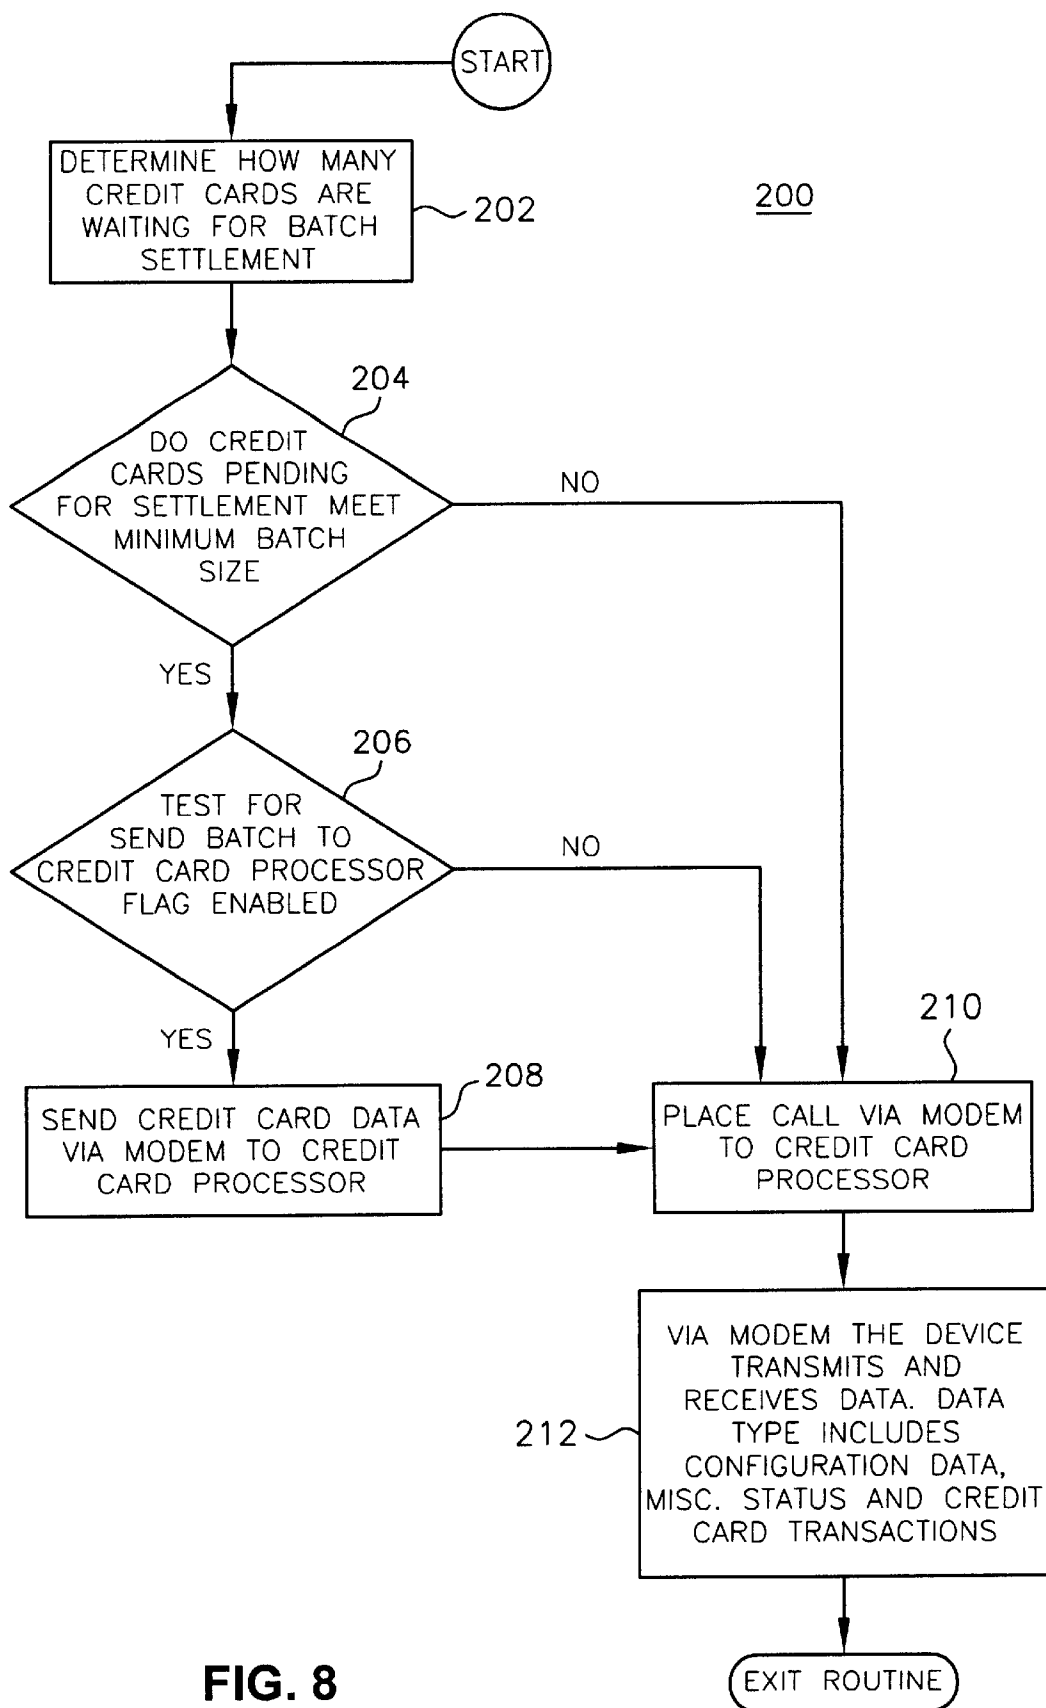 START
DETERMINE HOW MANY
CREDIT CARDS ARE
WAITING FOR BATCH
SETTLEMENT
202
200
204
DO CREDIT
CARDS PENDING
FOR SETTLEMENT MEET
MINIMUM BATCH
SIZE
NO
YES
206
TEST FOR
SEND BATCH TO
CREDIT CARD PROCESSOR
FLAG ENABLED
NO
YES
208
SEND CREDIT CARD DATA
VIA MODEM TO CREDIT
CARD PROCESSOR
210
PLACE CALL VIA MODEM
TO CREDIT CARD
PROCESSOR
212
VIA MODEM THE DEVICE
TRANSMITS AND
RECEIVES DATA. DATA
TYPE INCLUDES
CONFIGURATION DATA,
MISC. STATUS AND CREDIT
CARD TRANSACTIONS
EXIT ROUTINE
FIG. 8